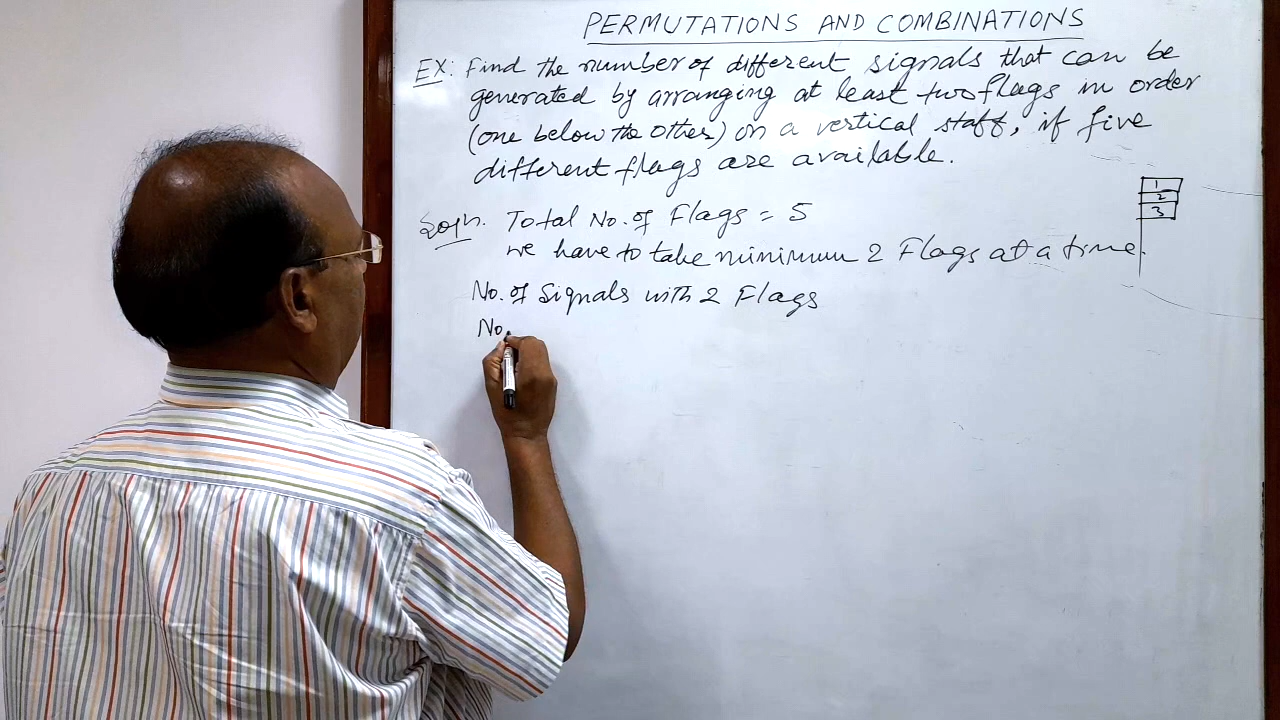 PERMUTATIONS AND COMBINATIONS
EX: Find the number of different signals that can be
generated by arranging at least two flags in order
(one below the other) on a vertical staff, if five
different flags are available.
Soln. Total No. of Flags = 5
we have to take minimum 2 Flags at a time.
No. of Signals with 2 Flags
No.
1
2
3